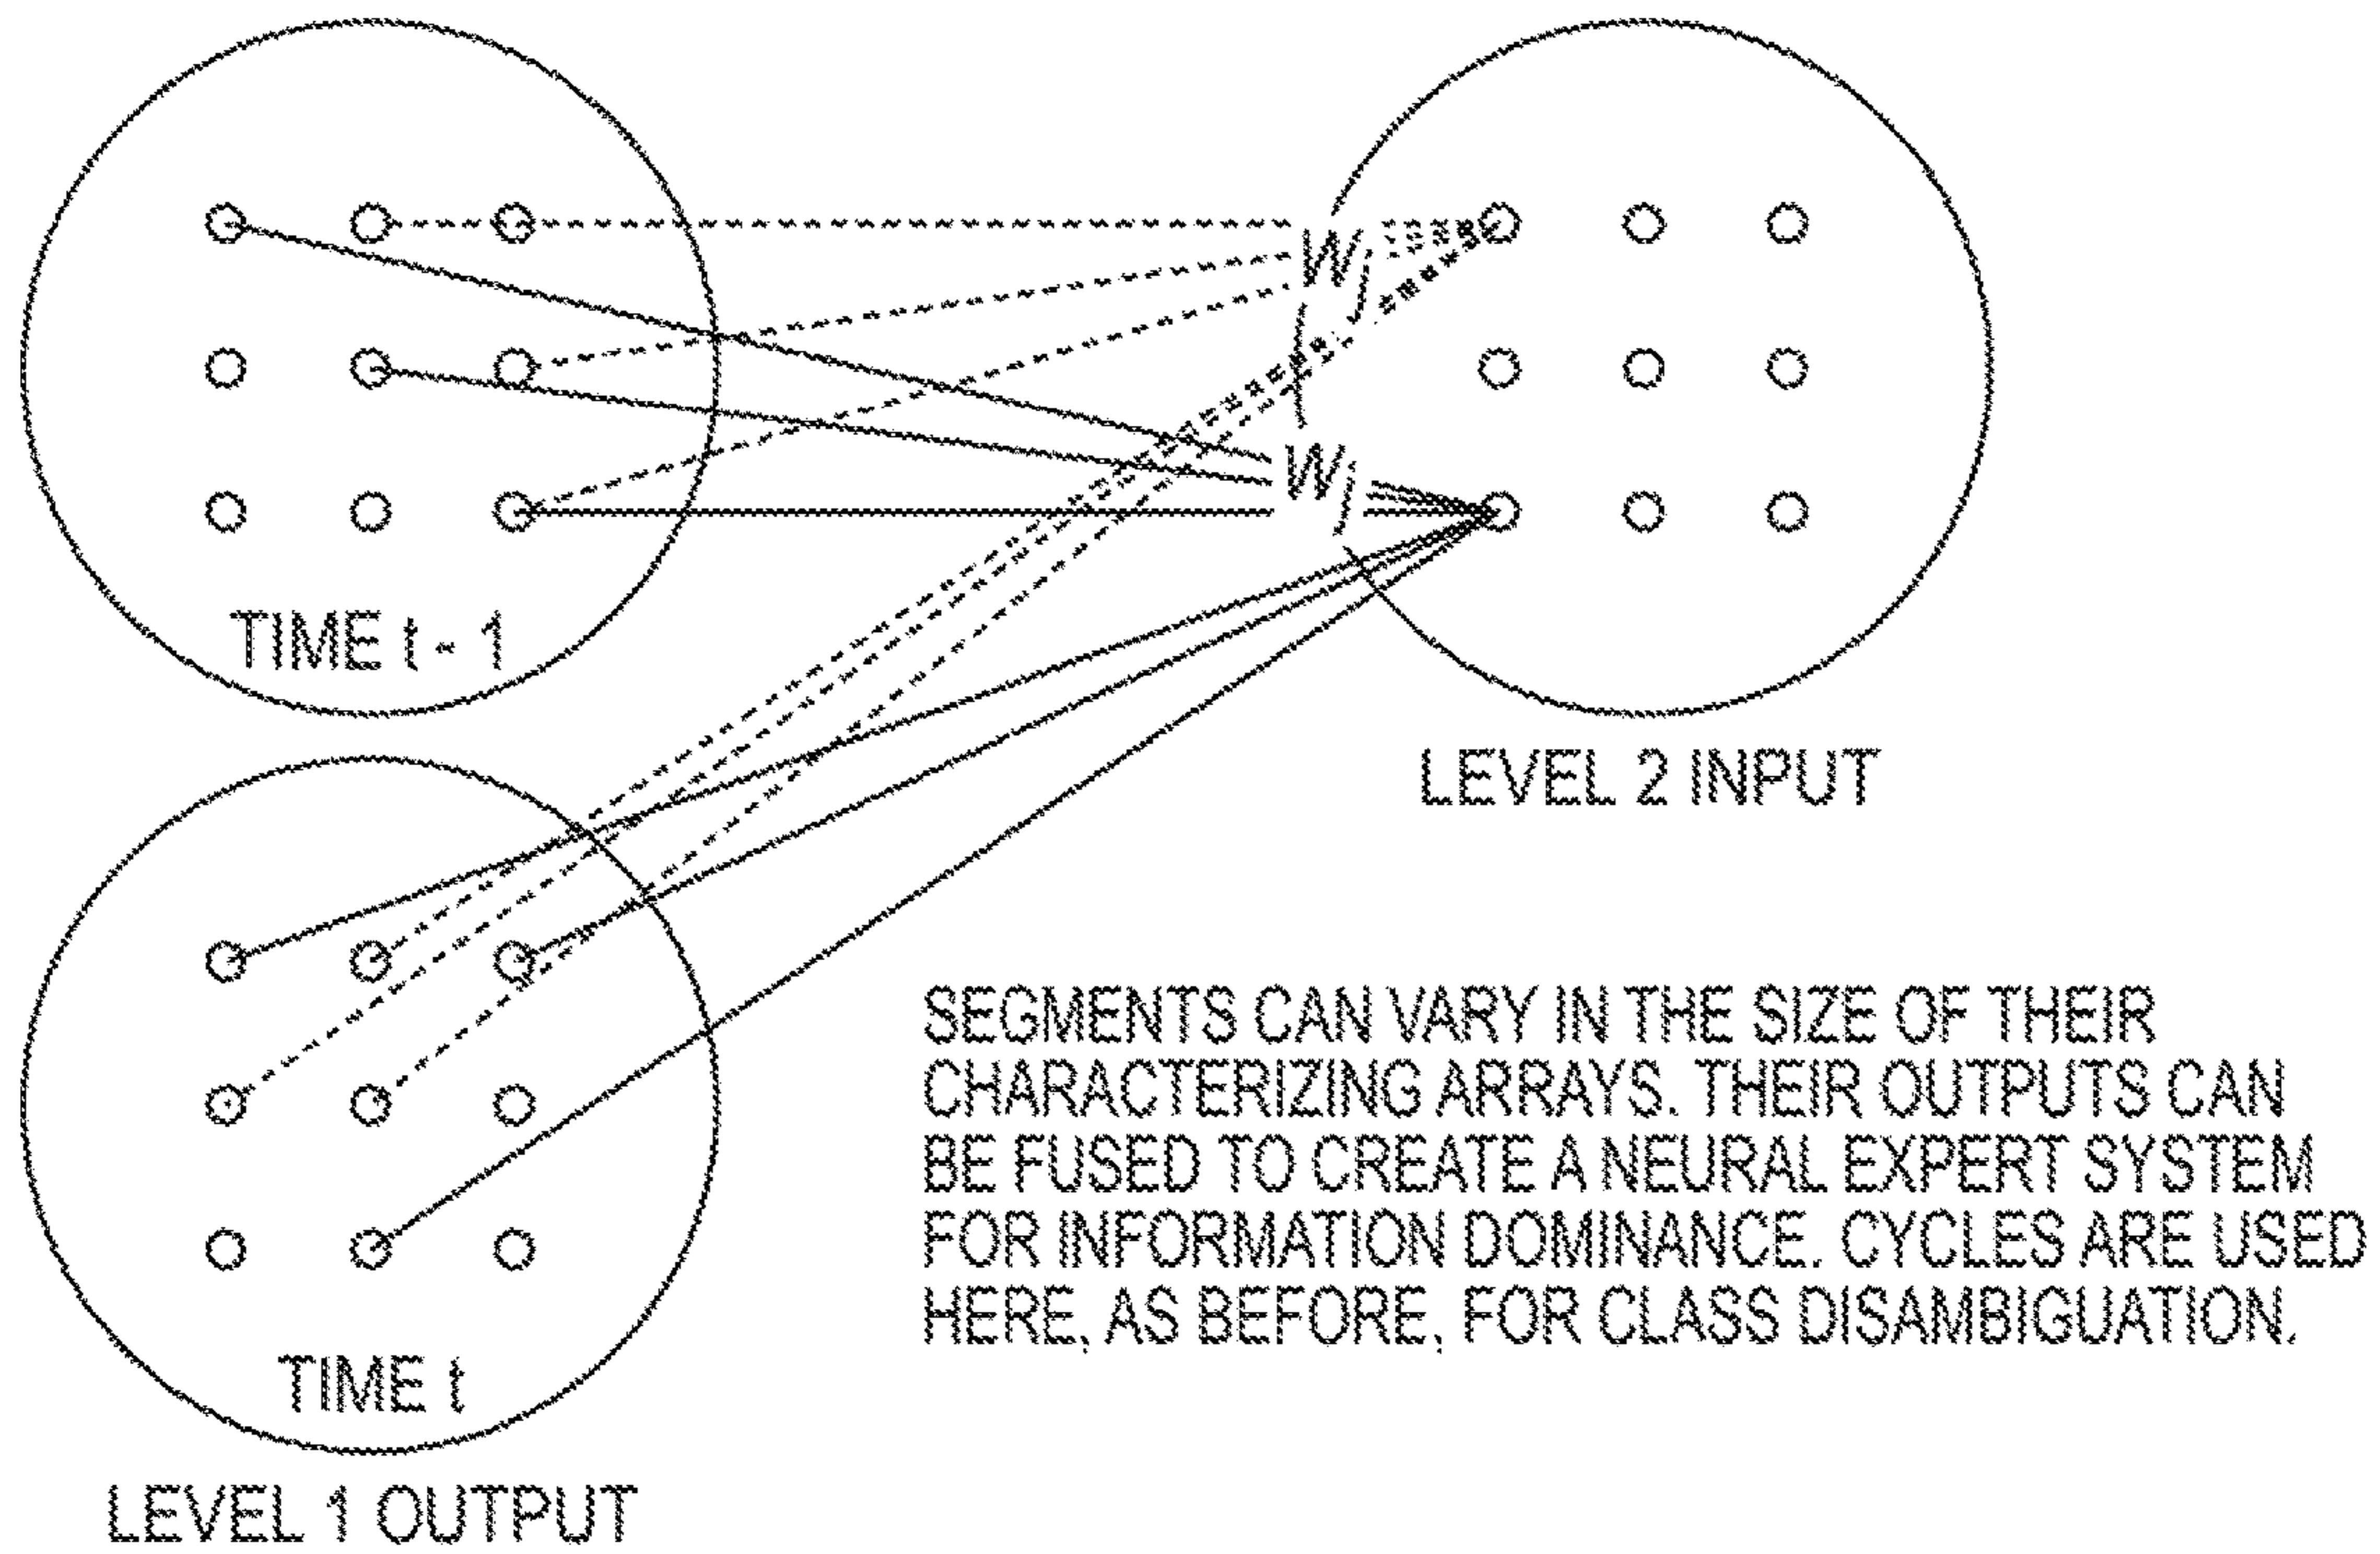 Wj
Wj
TIME t - 1
LEVEL 2 INPUT
SEGMENTS CAN VARY IN THE SIZE OF THEIR
CHARACTERIZING ARRAYS. THEIR OUTPUTS CAN
BE FUSED TO CREATE A NEURAL EXPERT SYSTEM
FOR INFORMATION DOMINANCE. CYCLES ARE USED
HERE, AS BEFORE, FOR CLASS DISAMBIGUATION.
TIME t
LEVEL 1 OUTPUT